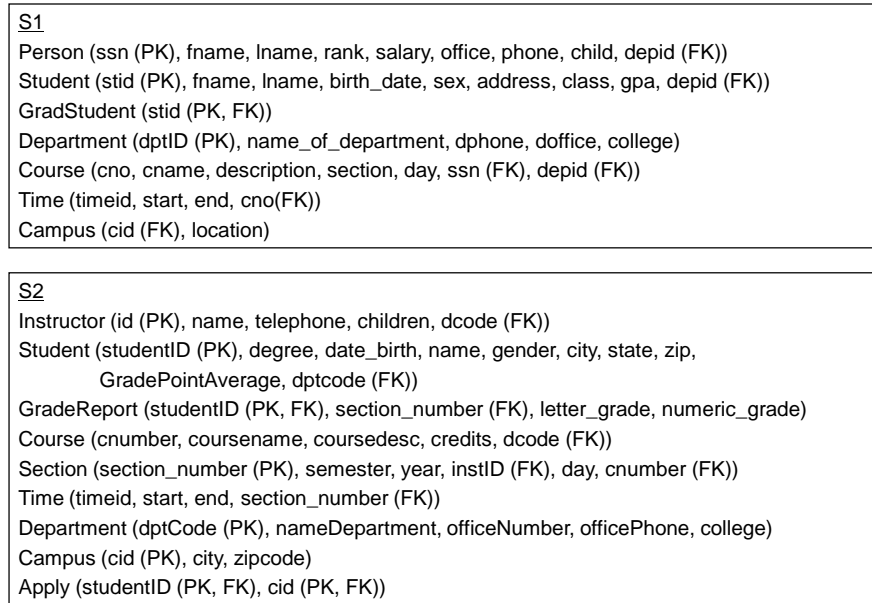 S1
Person (ssn (PK), fname, lname, rank, salary, office, phone, child, depid (FK))
Student (stid (PK), fname, lname, birth_date, sex, address, class, gpa, depid (FK))
GradStudent (stid (PK, FK))
Department (dptID (PK), name_of_department, dphone, doffice, college)
Course (cno, cname, description, section, day, ssn (FK), depid (FK))
Time (timeid, start, end, cno(FK))
Campus (cid (FK), location)
S2
Instructor (id (PK), name, telephone, children, dcode (FK))
Student (studentID (PK), degree, date_birth, name, gender, city, state, zip,
GradePointAverage, dptcode (FK))
GradeReport (studentID (PK, FK), section_number (FK), letter_grade, numeric_grade)
Course (cnumber, coursename, coursedesc, credits, dcode (FK))
Section (section_number (PK), semester, year, instID (FK), day, cnumber (FK))
Time (timeid, start, end, section_number (FK))
Department (dptCode (PK), nameDepartment, officeNumber, officePhone, college)
Campus (cid (PK), city, zipcode)
Apply (studentID (PK, FK), cid (PK, FK))